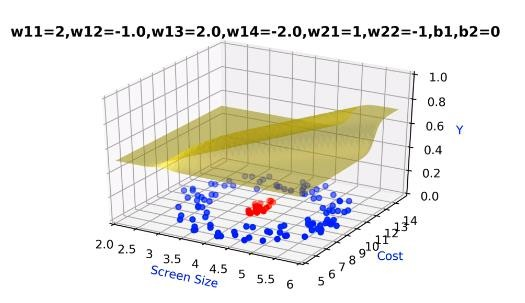 w11=2,w12=-1.0,w13=2.0,w14=-2.0,w21=1,w22=-1,b1,b2=0
1.0
0.8
Y
0.6
0.4
0.2
0.0
2.0 2.5 3 3.5 4 4.5 5 5.5 6
5 6 7 8 9 10 11 12 13 14
Screen Size
Cost